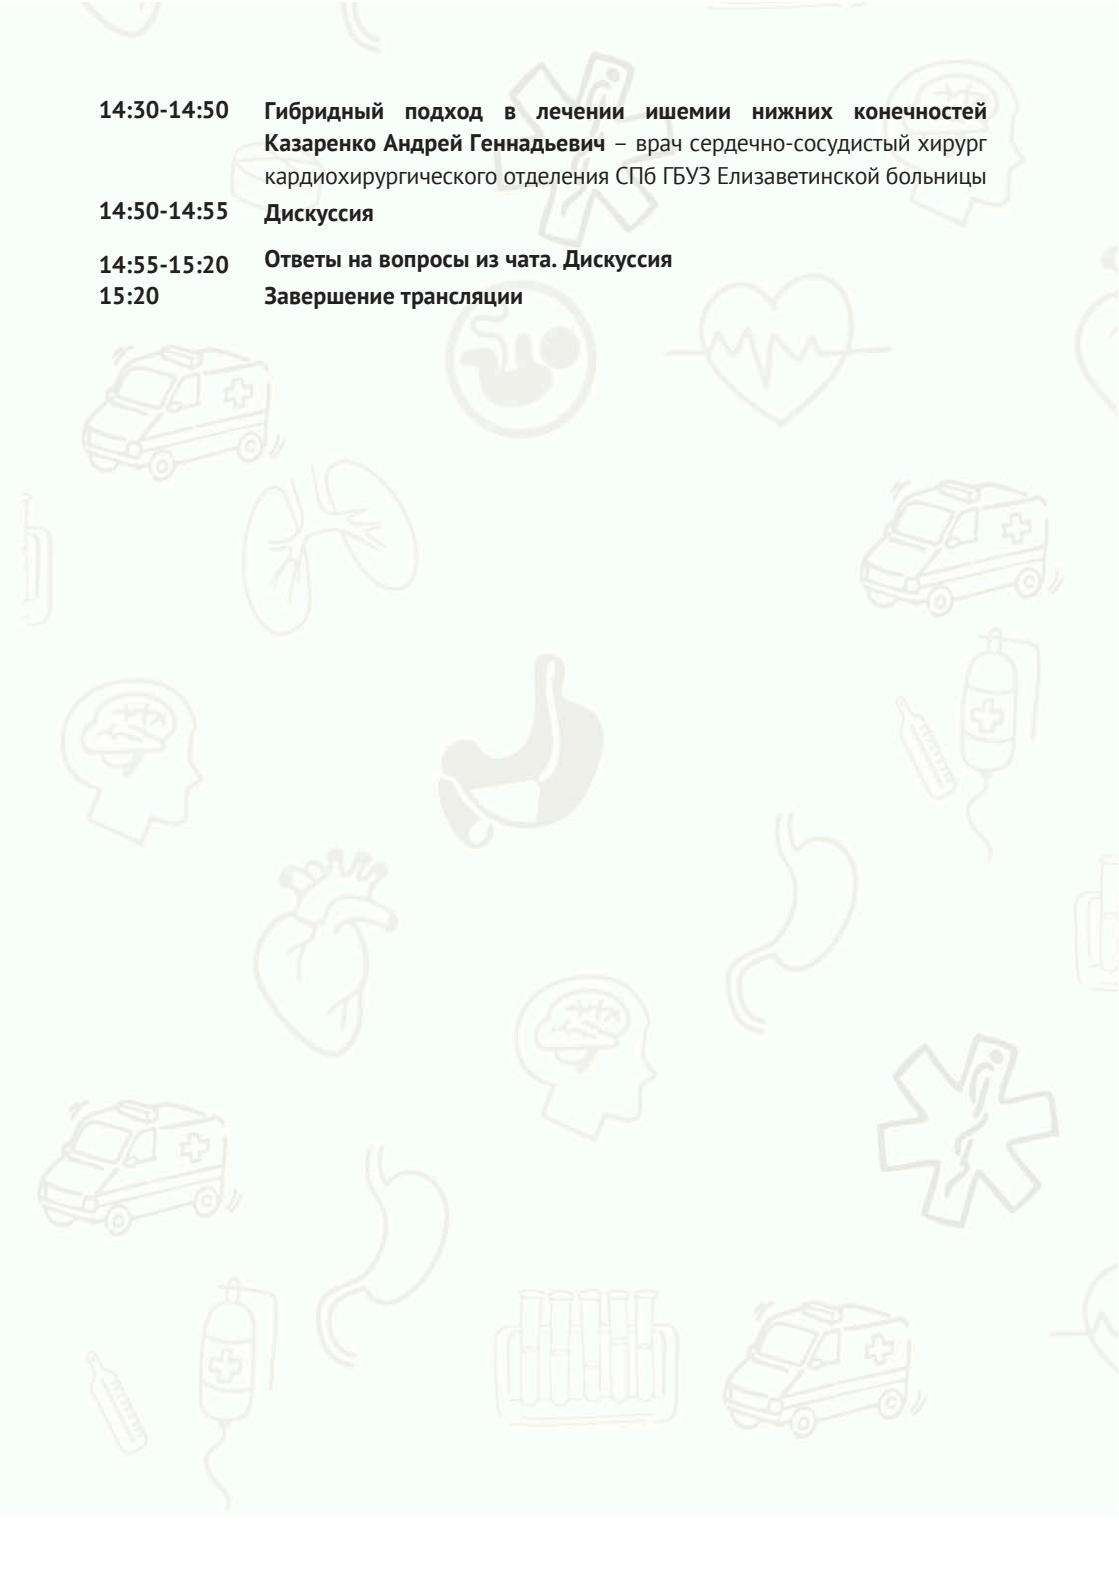 14:30-14:50 Гибридный подход в лечении ишемии нижних конечностей
Казаренко Андрей Геннадьевич – врач сердечно-сосудистый хирург
кардиохирургического отделения СПб ГБУЗ Елизаветинской больницы
14:50-14:55 Дискуссия
14:55-15:20 Ответы на вопросы из чата. Дискуссия
15:20 Завершение трансляции